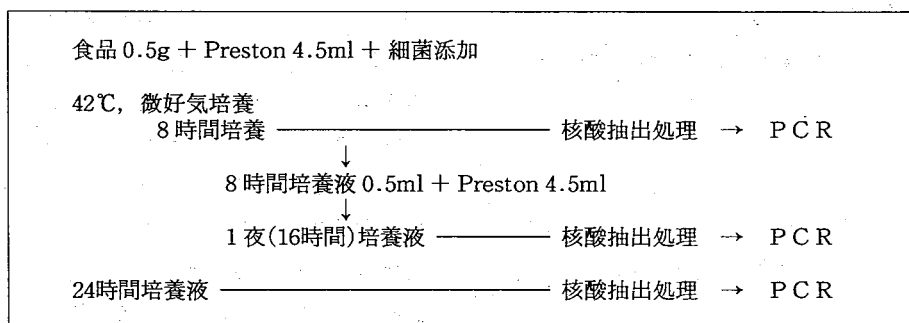 食品 0.5g + Preston 4.5ml + 細菌添加
42℃, 微好気培養
8 時間培養 ―――― 核酸抽出処理 → PCR
↓
8 時間培養液 0.5ml + Preston 4.5ml
↓
1 夜(16時間)培養液 ―――― 核酸抽出処理 → PCR
24時間培養液 ―――― 核酸抽出処理 → PCR